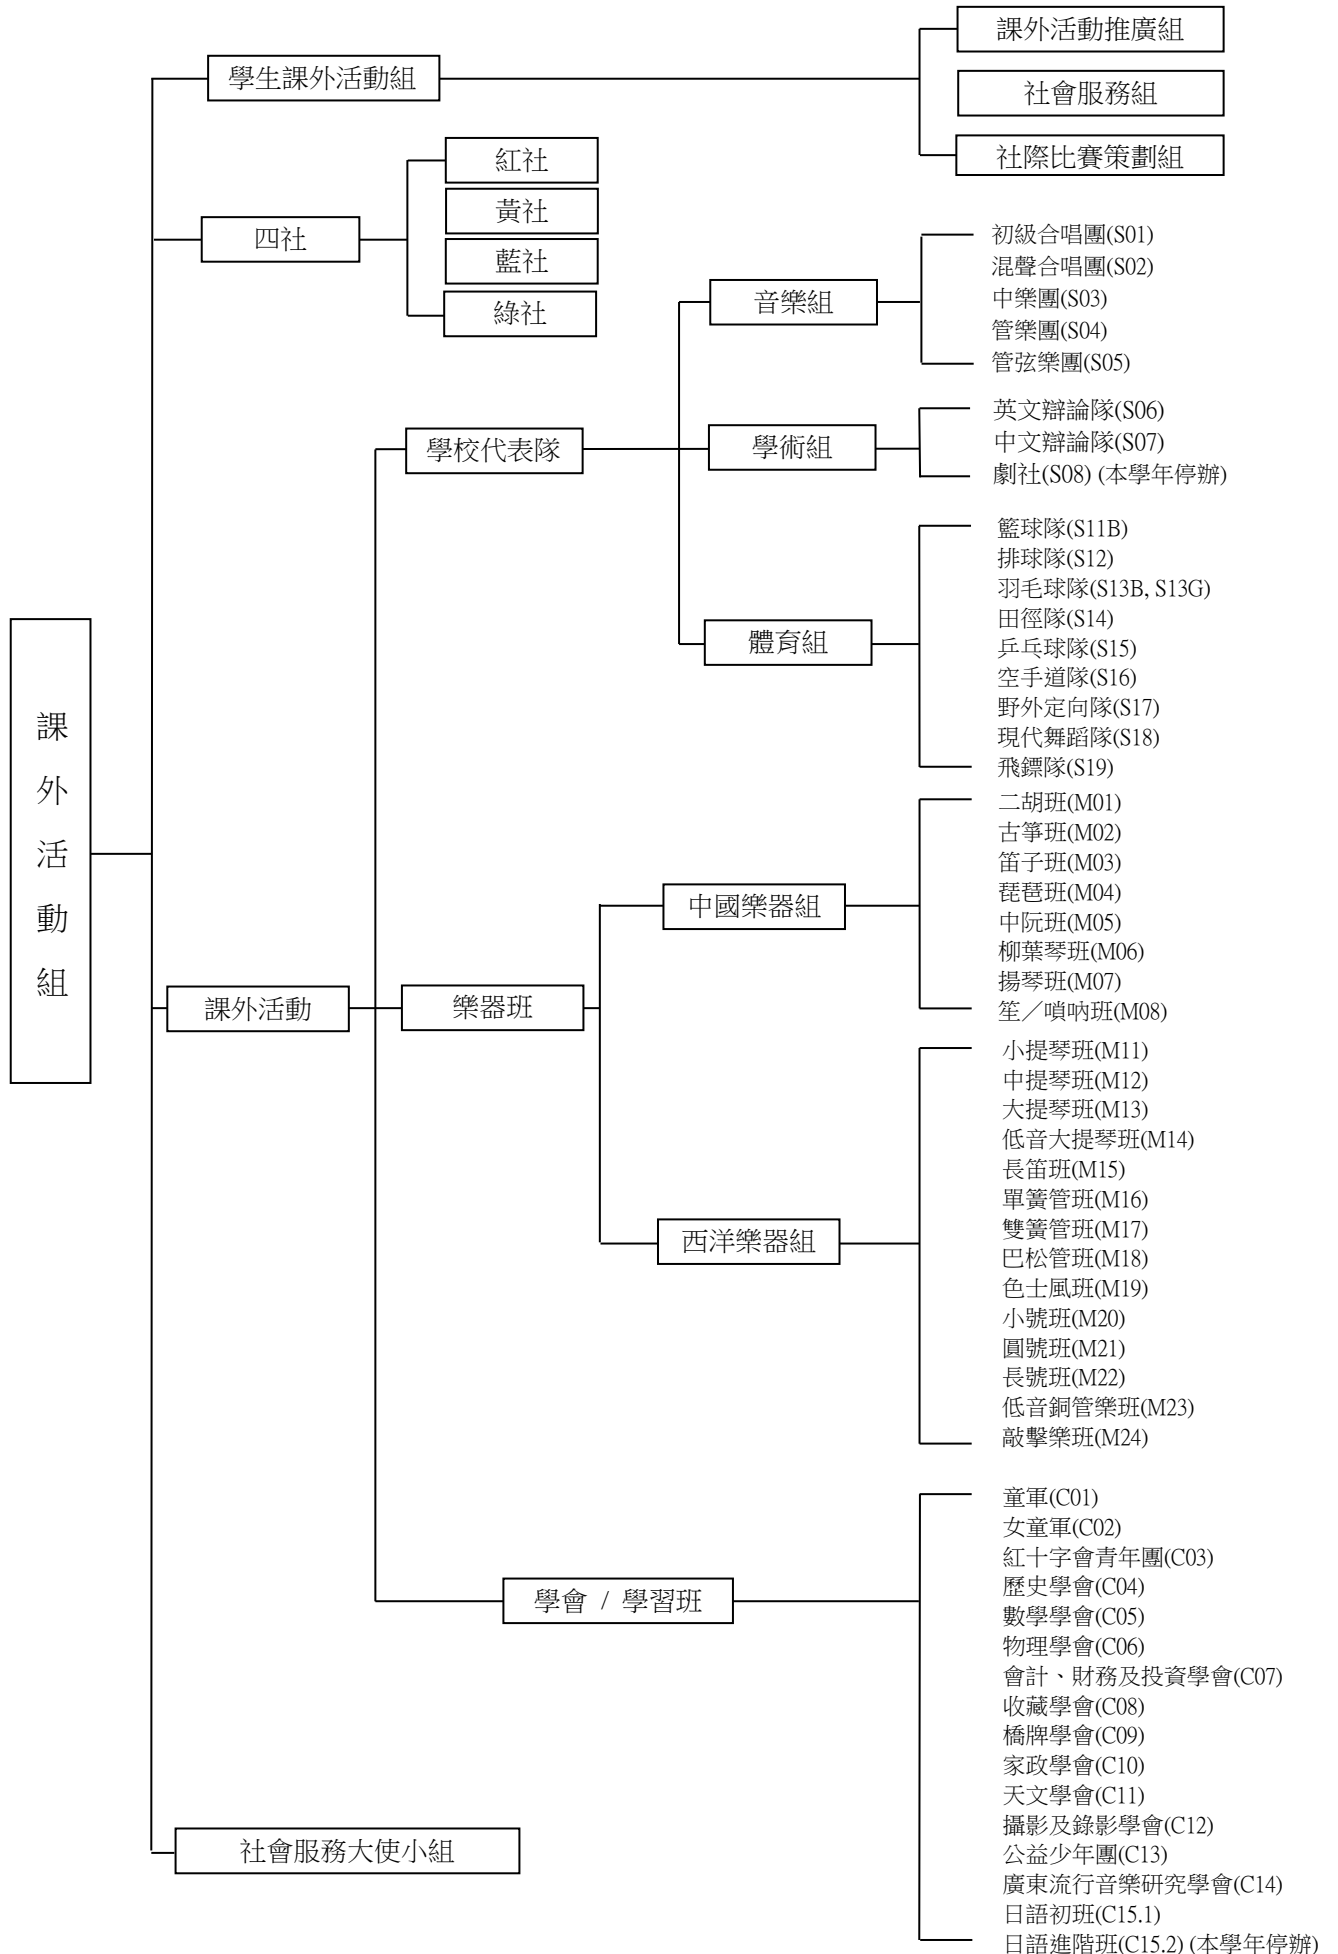 課外活動組
學生課外活動組
課外活動推廣組
社會服務組
社際比賽策劃組
四社
紅社
黃社
藍社
綠社
課外活動
學校代表隊
音樂組
初級合唱團(S01)
混聲合唱團(S02)
中樂團(S03)
管樂團(S04)
管弦樂團(S05)
學術組
英文辯論隊(S06)
中文辯論隊(S07)
劇社(S08) (本學年停辦)
體育組
籃球隊(S11B)
排球隊(S12)
羽毛球隊(S13B, S13G)
田徑隊(S14)
乒乓球隊(S15)
空手道隊(S16)
野外定向隊(S17)
現代舞蹈隊(S18)
飛鏢隊(S19)
樂器班
中國樂器組
二胡班(M01)
古箏班(M02)
笛子班(M03)
琵琶班(M04)
中阮班(M05)
柳葉琴班(M06)
揚琴班(M07)
笙／嗩吶班(M08)
西洋樂器組
小提琴班(M11)
中提琴班(M12)
大提琴班(M13)
低音大提琴班(M14)
長笛班(M15)
單簧管班(M16)
雙簧管班(M17)
巴松管班(M18)
色士風班(M19)
小號班(M20)
圓號班(M21)
長號班(M22)
低音銅管樂班(M23)
敲擊樂班(M24)
學會 / 學習班
童軍(C01)
女童軍(C02)
紅十字會青年團(C03)
歷史學會(C04)
數學學會(C05)
物理學會(C06)
會計、財務及投資學會(C07)
收藏學會(C08)
橋牌學會(C09)
家政學會(C10)
天文學會(C11)
攝影及錄影學會(C12)
公益少年團(C13)
廣東流行音樂研究學會(C14)
日語初班(C15.1)
日語進階班(C15.2) (本學年停辦)
社會服務大使小組